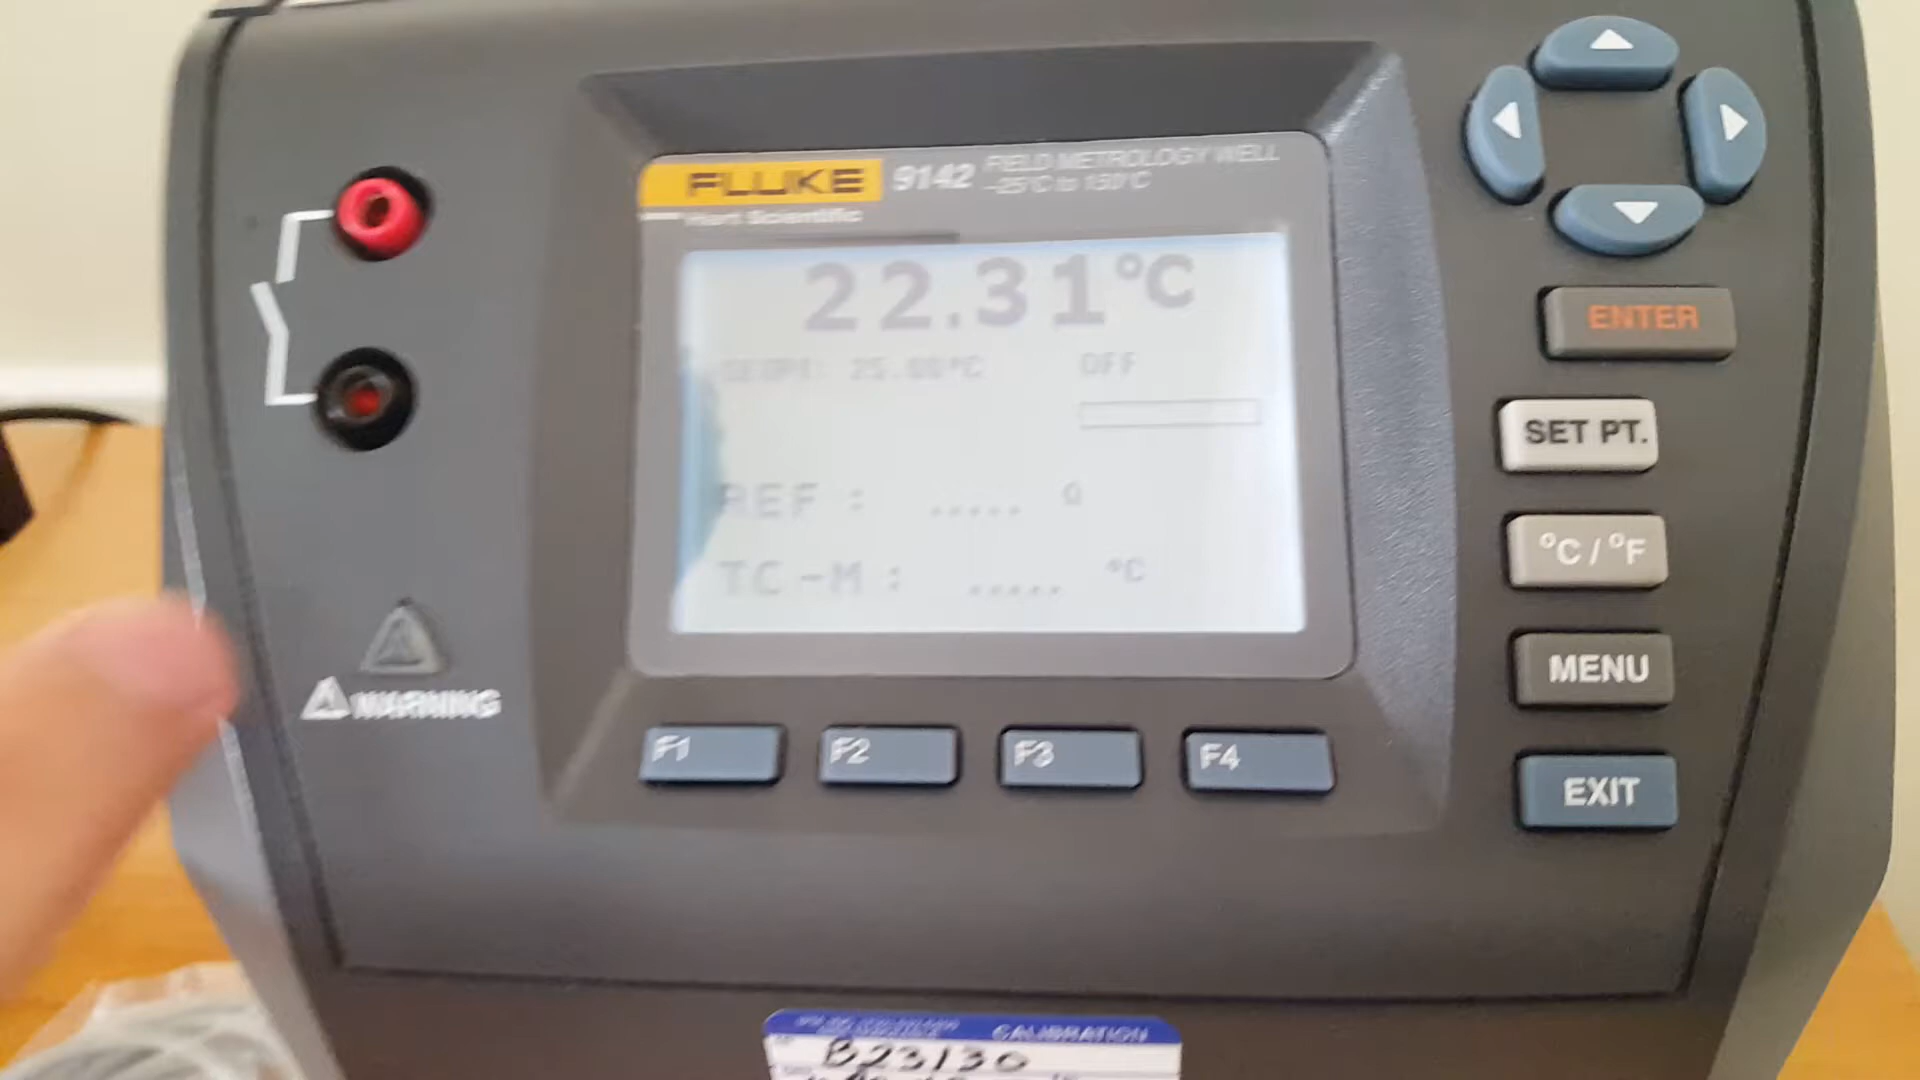 FLUKE 9142 FIELD METROLOGY WELL
-25°C to 150°C
Hart Scientific
22.31°C
SETPT: 25.00°C OFF
REF: ..... Ω
TC-M: ..... °C
ENTER
SET PT.
°C / °F
MENU
EXIT
WARNING
F1 F2 F3 F4
CALIBRATION
B23130